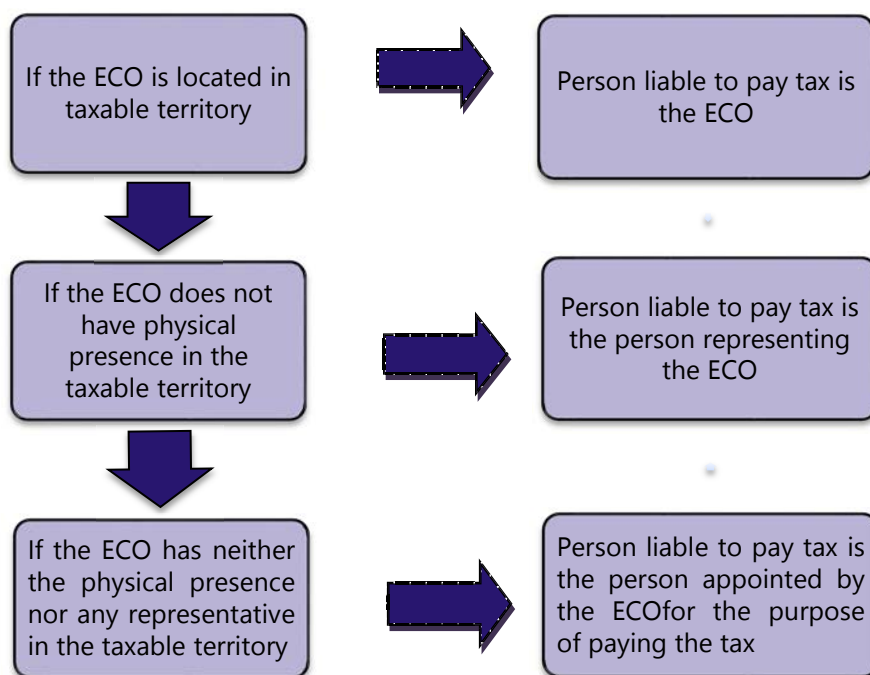 If the ECO is located in
taxable territory
Person liable to pay tax is
the ECO
If the ECO does not
have physical
presence in the
taxable territory
Person liable to pay tax is
the person representing
the ECO
If the ECO has neither
the physical presence
nor any representative
in the taxable territory
Person liable to pay tax is
the person appointed by
the ECOfor the purpose
of paying the tax